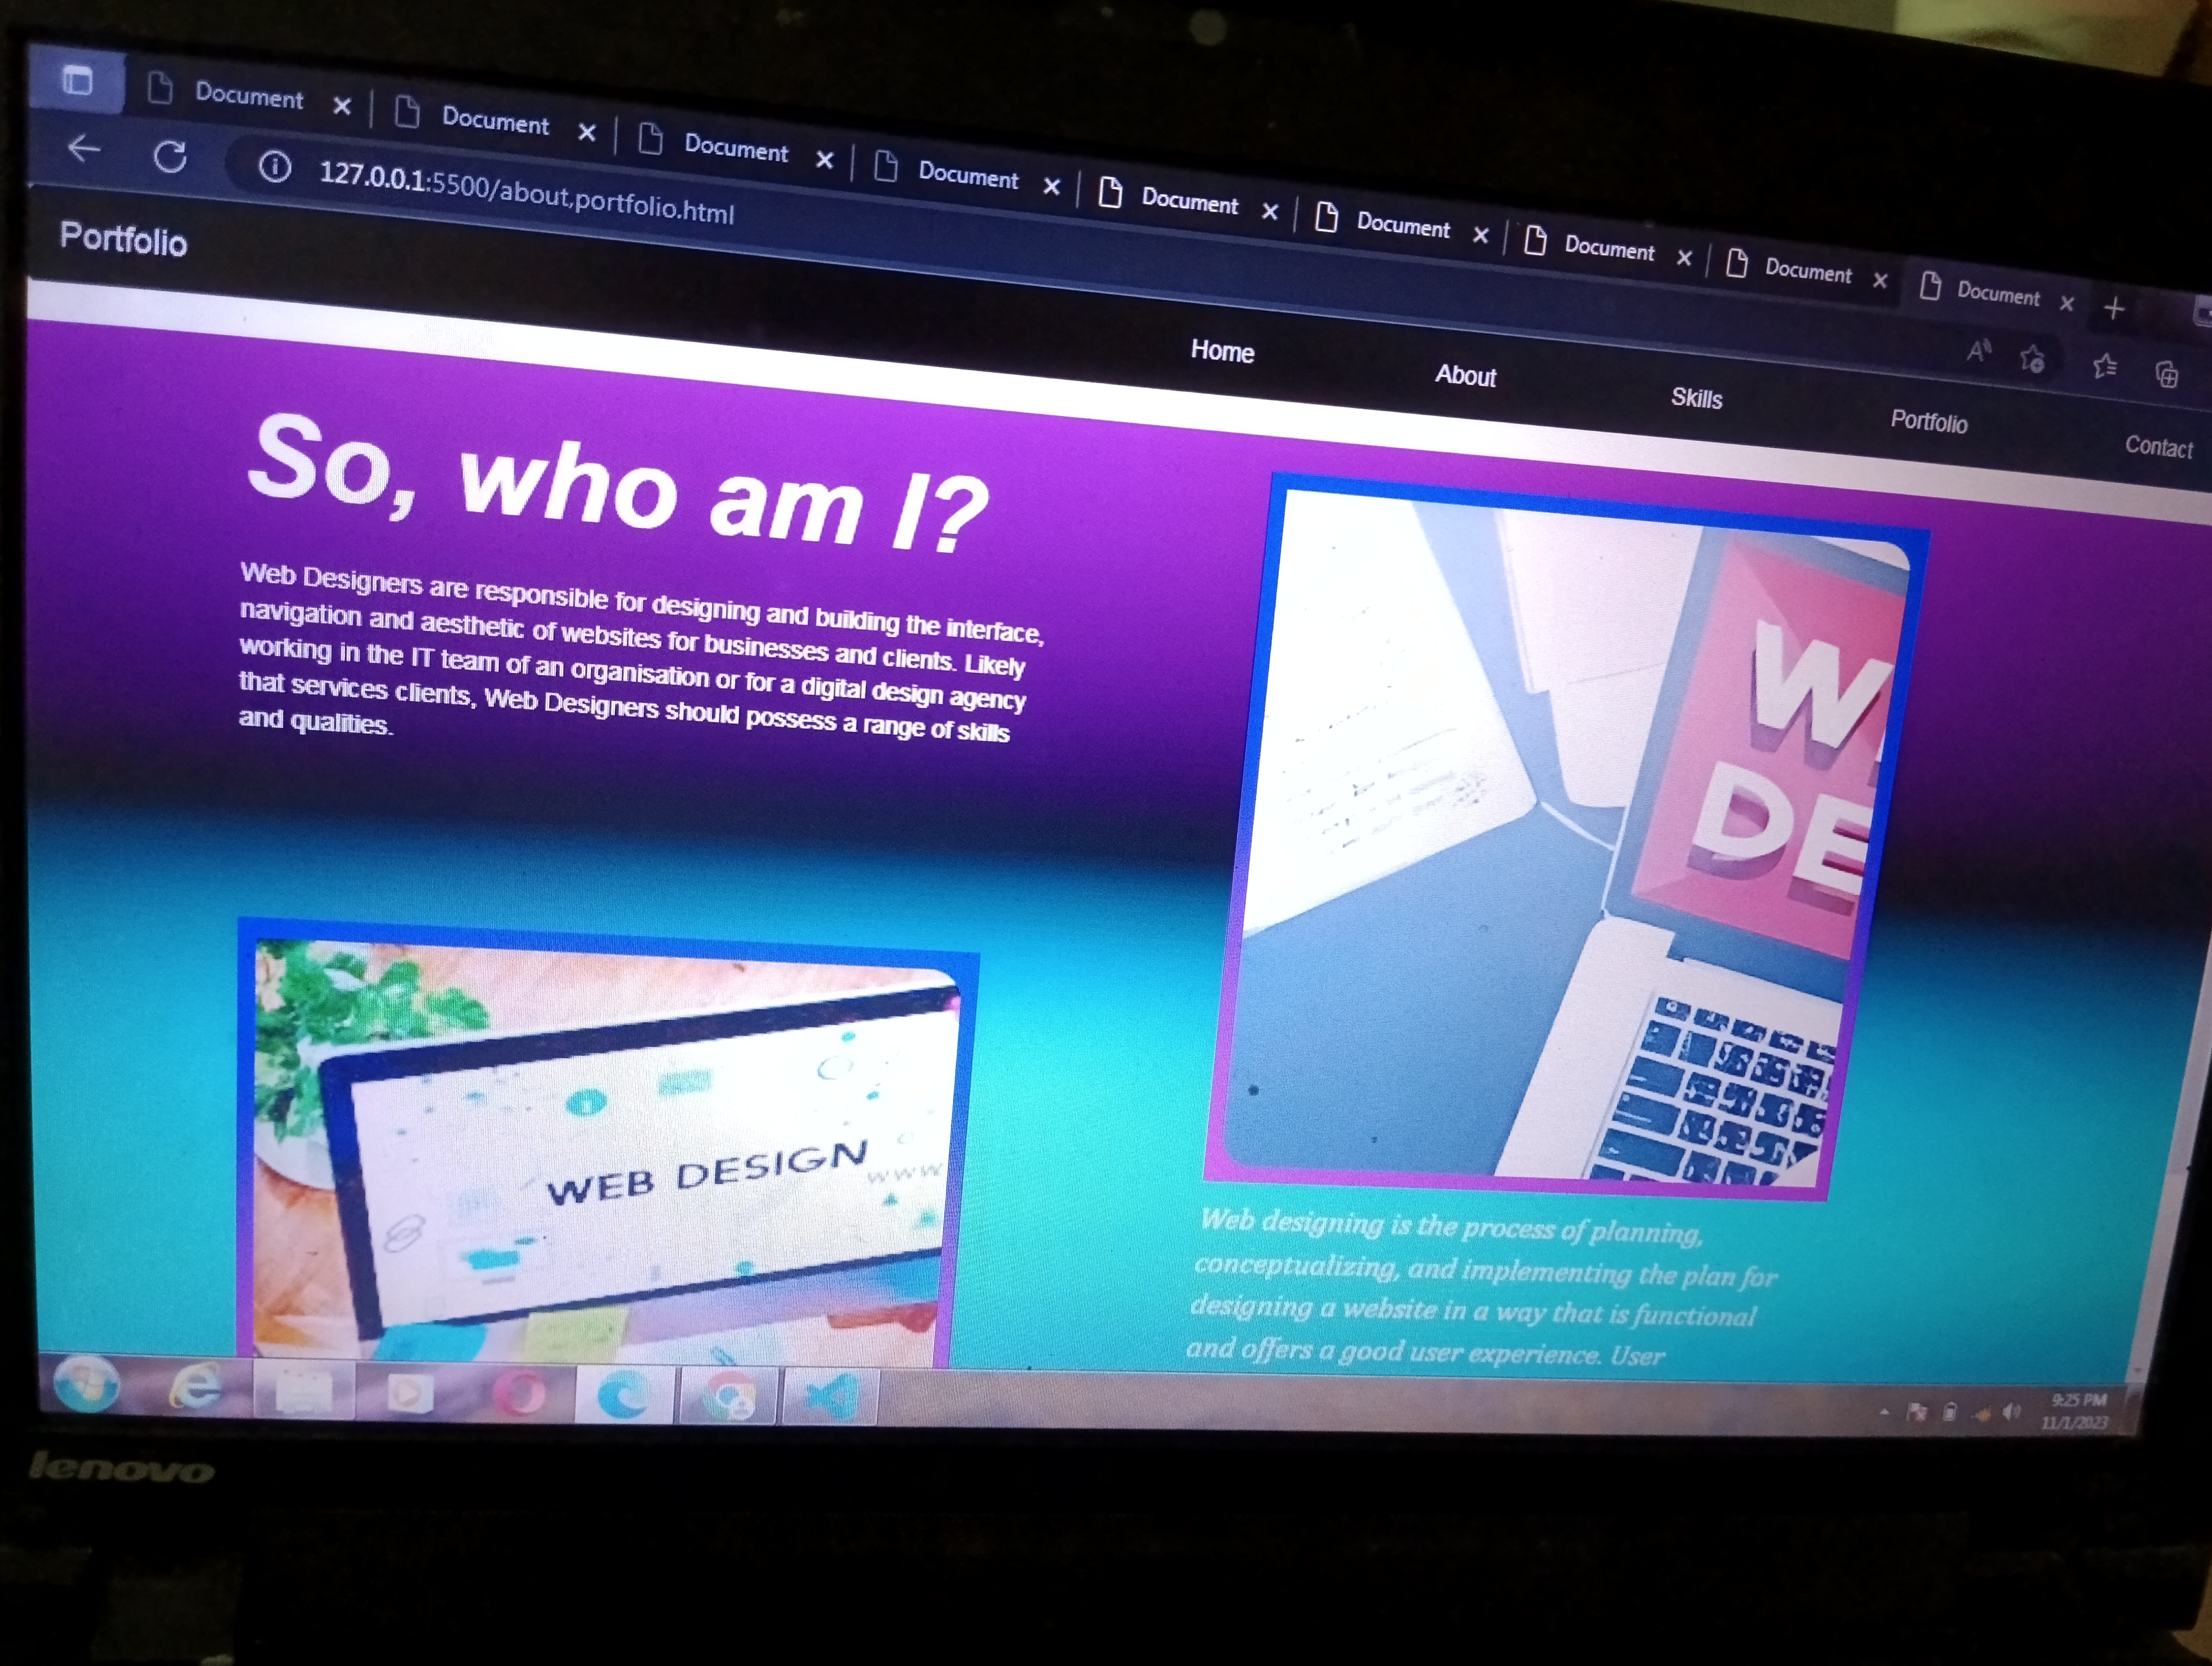 Document
Document
Document
Document
Document
Document
Document
Document
Document
127.0.0.1:5500/about,portfolio.html
Portfolio
Home
About
Skills
Portfolio
Contact
So, who am I?
Web Designers are responsible for designing and building the interface,
navigation and aesthetic of websites for businesses and clients. Likely
working in the IT team of an organisation or for a digital design agency
that services clients, Web Designers should possess a range of skills
and qualities.
W
DE
WEB DESIGN
www
Web designing is the process of planning,
conceptualizing, and implementing the plan for
designing a website in a way that is functional
and offers a good user experience. User
9:25 PM
11/1/2023
lenovo